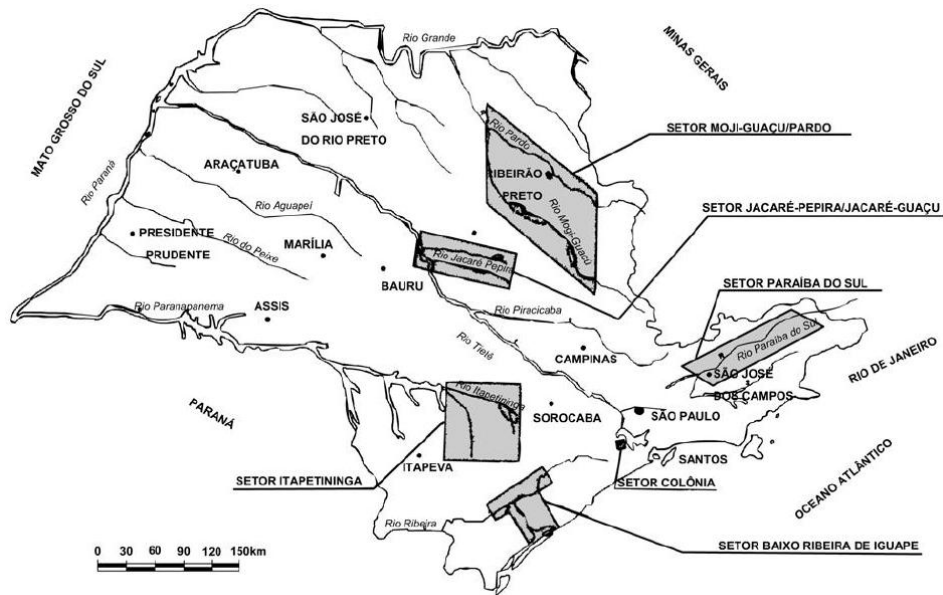 Rio Grande
MINAS GERAIS
MATO GROSSO DO SUL
SÃO JOSÉ
DO RIO PRETO
Rio Pardo
SETOR MOJI-GUAÇU/PARDO
ARAÇATUBA
RIBEIRÃO
PRETO
Rio Paraná
Rio Aguapei
Rio Mogi-Guacú
SETOR JACARÉ-PEPIRA/JACARÉ-GUAÇU
PRESIDENTE
PRUDENTE
Rio do Peixe
MARÍLIA
Rio Jacaré Pepira
BAURU
SETOR PARAÍBA DO SUL
Rio Paranapanema
ASSIS
Rio Piracicaba
Rio Paraíba do Sul
Rio Tietê
CAMPINAS
RIO DE JANEIRO
SÃO JOSÉ
DOS CAMPOS
PARANÁ
Rio Itapetininga
SOROCABA
SÃO PAULO
ITAPEVA
SANTOS
OCEANO ATLÂNTICO
SETOR ITAPETININGA
SETOR COLÔNIA
Rio Ribeira
SETOR BAIXO RIBEIRA DE IGUAPE
0 30 60 90 120 150km